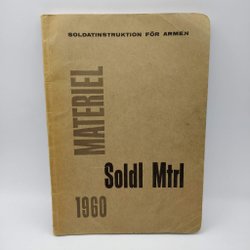 SOLDATINSTRUKTION FÖR ARMÉN
MATERIEL
Soldl Mtrl
1960